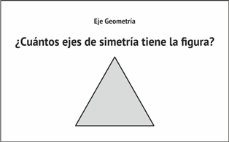 Eje Geometría
¿Cuántos ejes de simetría tiene la figura?